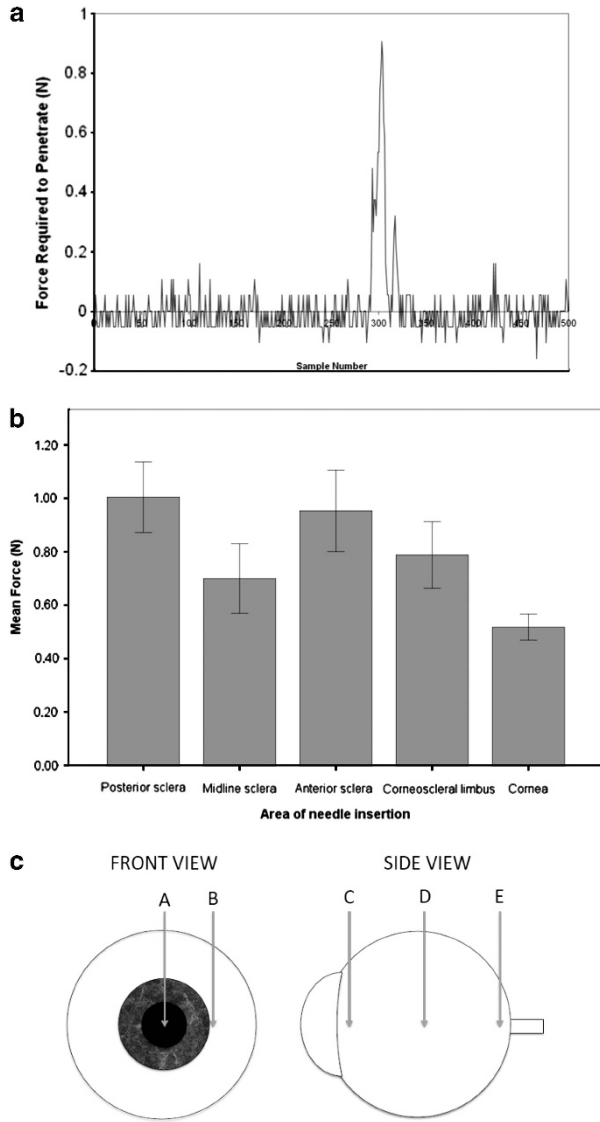 a
Force Required to Penetrate (N)
1
0.8
0.6
0.4
0.2
0
-0.2
0 50 100 150 200 250 300 350 400 450 500
Sample Number
b
Mean Force (N)
1.20
1.00
0.80
0.60
0.40
0.20
0.00
Posterior sclera Midline sclera Anterior sclera Corneoscleral limbus Cornea
Area of needle insertion
c
FRONT VIEW SIDE VIEW
A B C D E